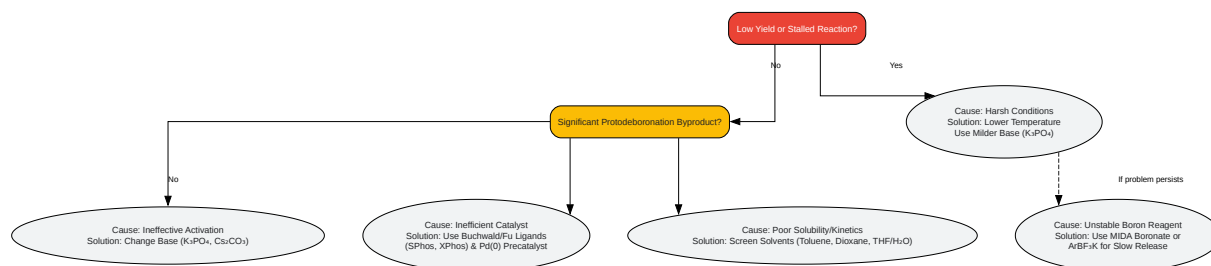 Low Yield or Stalled Reaction?
No
Yes
Cause: Harsh Conditions
Solution: Lower Temperature
Use Milder Base (K₃PO₄)
Significant Protodeboronation Byproduct?
No
If problem persists
Cause: Ineffective Activation
Solution: Change Base (K₃PO₄, Cs₂CO₃)
Cause: Inefficient Catalyst
Solution: Use Buchwald/Fu Ligands
(SPhos, XPhos) & Pd(0) Precatalyst
Cause: Poor Solubility/Kinetics
Solution: Screen Solvents (Toluene, Dioxane, THF/H₂O)
Cause: Unstable Boron Reagent
Solution: Use MIDA Boronate or
ArBF₃K for Slow Release